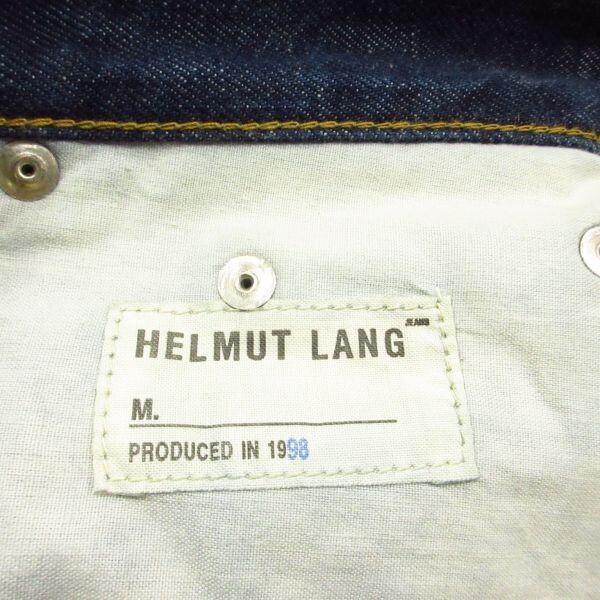 JEANS
HELMUT LANG
M.
PRODUCED IN 1998